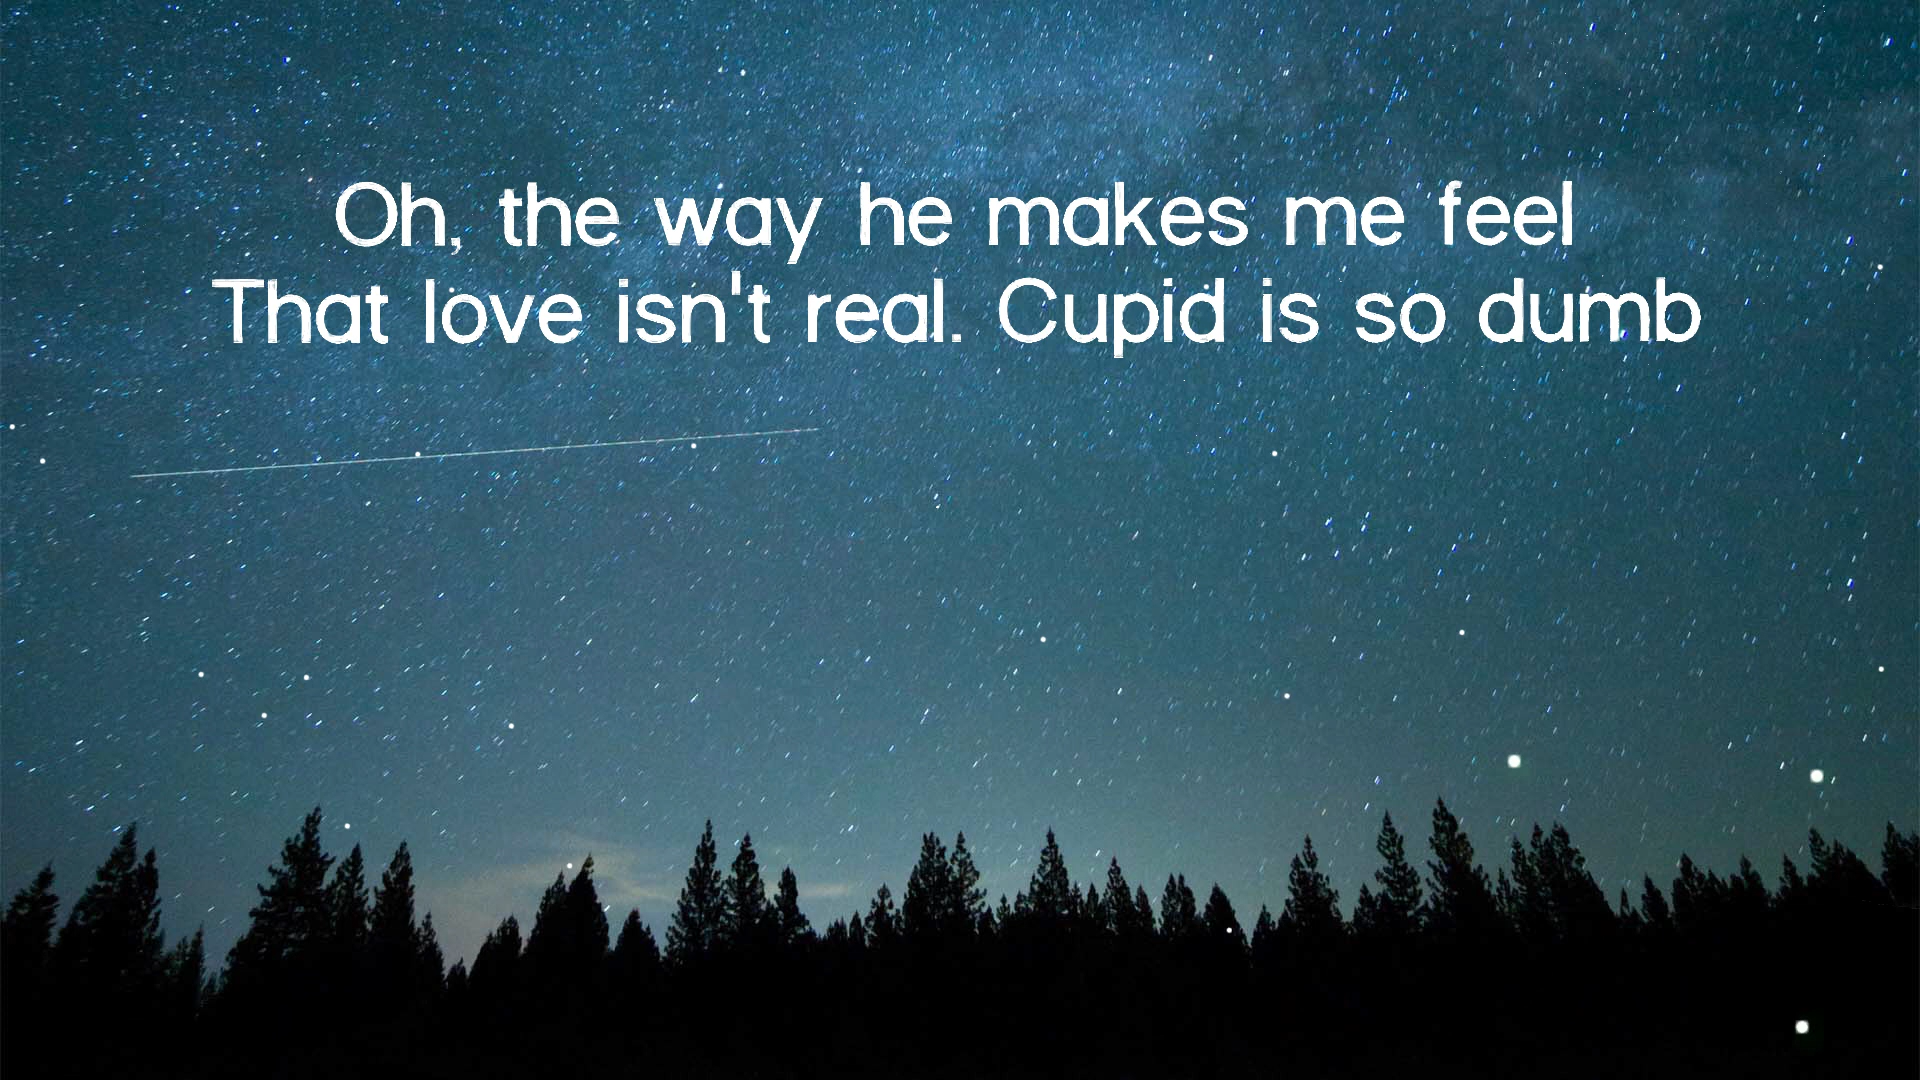 Oh, the way he makes me feel
That love isn't real. Cupid is so dumb